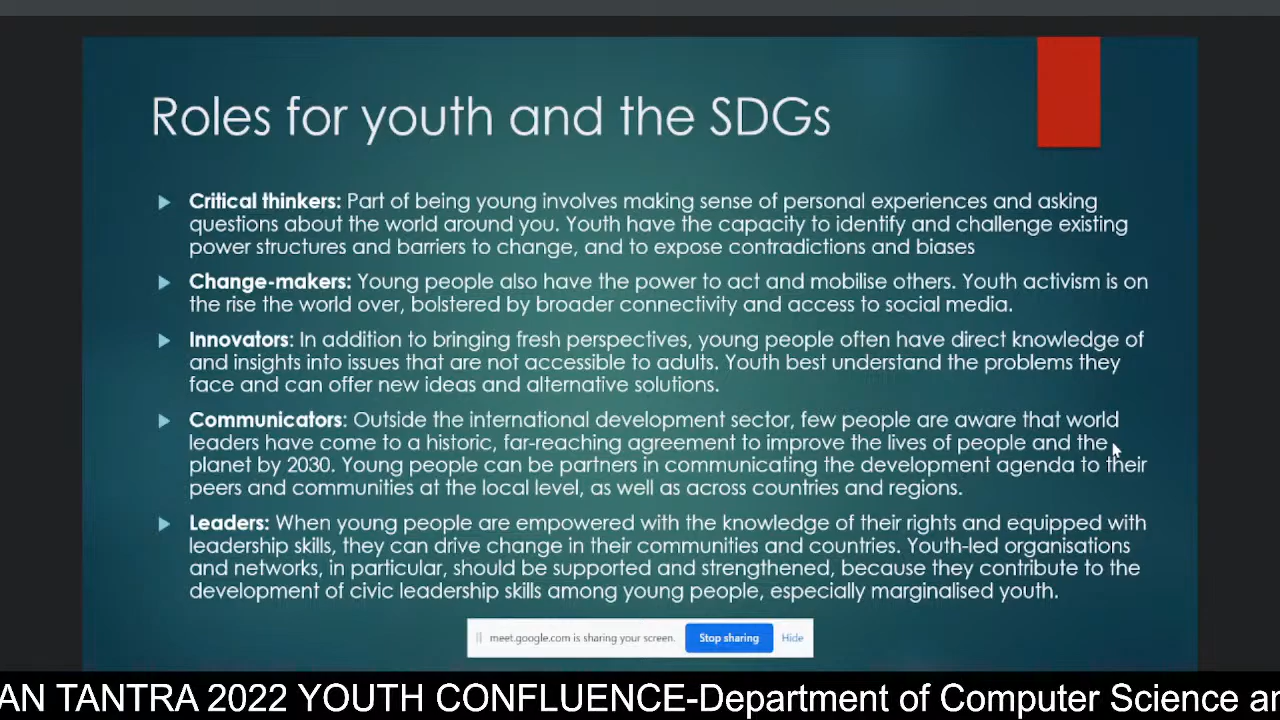 Roles for youth and the SDGs
Critical thinkers: Part of being young involves making sense of personal experiences and asking
questions about the world around you. Youth have the capacity to identify and challenge existing
power structures and barriers to change, and to expose contradictions and biases
Change-makers: Young people also have the power to act and mobilise others. Youth activism is on
the rise the world over, bolstered by broader connectivity and access to social media.
Innovators: In addition to bringing fresh perspectives, young people often have direct knowledge of
and insights into issues that are not accessible to adults. Youth best understand the problems they
face and can offer new ideas and alternative solutions.
Communicators: Outside the international development sector, few people are aware that world
leaders have come to a historic, far-reaching agreement to improve the lives of people and the
planet by 2030. Young people can be partners in communicating the development agenda to their
peers and communities at the local level, as well as across countries and regions.
Leaders: When young people are empowered with the knowledge of their rights and equipped with
leadership skills, they can drive change in their communities and countries. Youth-led organisations
and networks, in particular, should be supported and strengthened, because they contribute to the
development of civic leadership skills among young people, especially marginalised youth.
meet.google.com is sharing your screen. Stop sharing Hide
AN TANTRA 2022 YOUTH CONFLUENCE-Department of Computer Science an